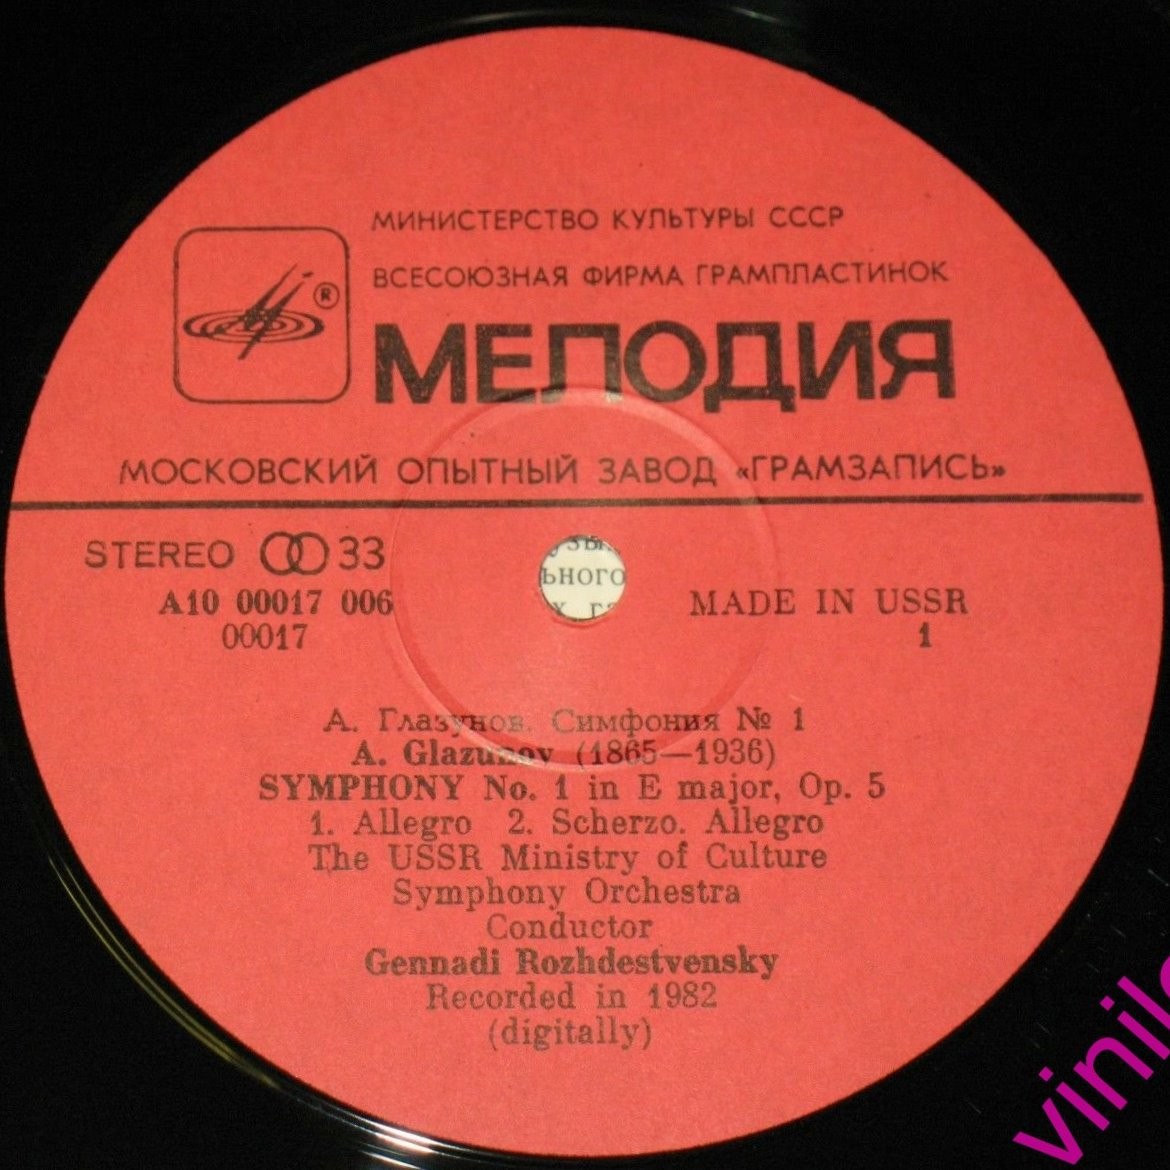 МИНИСТЕРСТВО КУЛЬТУРЫ СССР
ВСЕСОЮЗНАЯ ФИРМА ГРАМПЛАСТИНОК
®
МЕЛОДИЯ
МОСКОВСКИЙ ОПЫТНЫЙ ЗАВОД «ГРАМЗАПИСЬ»
STEREO 33
A10 00017 006
00017
ьного
MADE IN USSR
1
А. Глазунов. Симфония № 1
A. Glazunov (1865—1936)
SYMPHONY No. 1 in E major, Op. 5
1. Allegro 2. Scherzo. Allegro
The USSR Ministry of Culture
Symphony Orchestra
Conductor
Gennadi Rozhdestvensky
Recorded in 1982
(digitally)